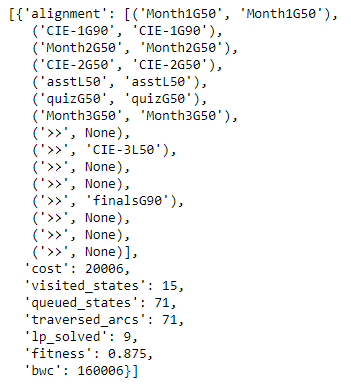 [{'alignment': [('Month1G50', 'Month1G50'),
('CIE-1G90', 'CIE-1G90'),
('Month2G50', 'Month2G50'),
('CIE-2G50', 'CIE-2G50'),
('asstL50', 'asstL50'),
('quizG50', 'quizG50'),
('Month3G50', 'Month3G50'),
('>>', None),
('>>', 'CIE-3L50'),
('>>', None),
('>>', None),
('>>', 'finalsG90'),
('>>', None),
('>>', None),
('>>', None)],
'cost': 20006,
'visited_states': 15,
'queued_states': 71,
'traversed_arcs': 71,
'lp_solved': 9,
'fitness': 0.875,
'bwc': 160006}]